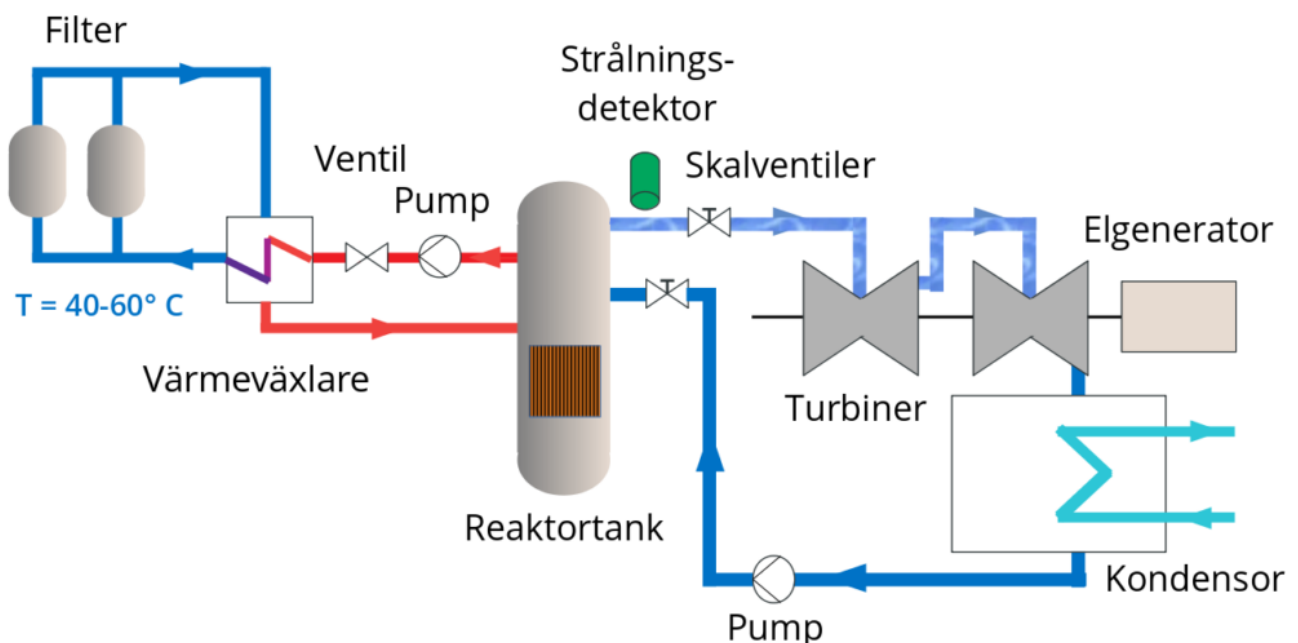 Filter
Strålnings-
detektor
Ventil
Skalventiler
Pump
Elgenerator
T = 40-60° C
Värmeväxlare
Turbiner
Reaktortank
Kondensor
Pump